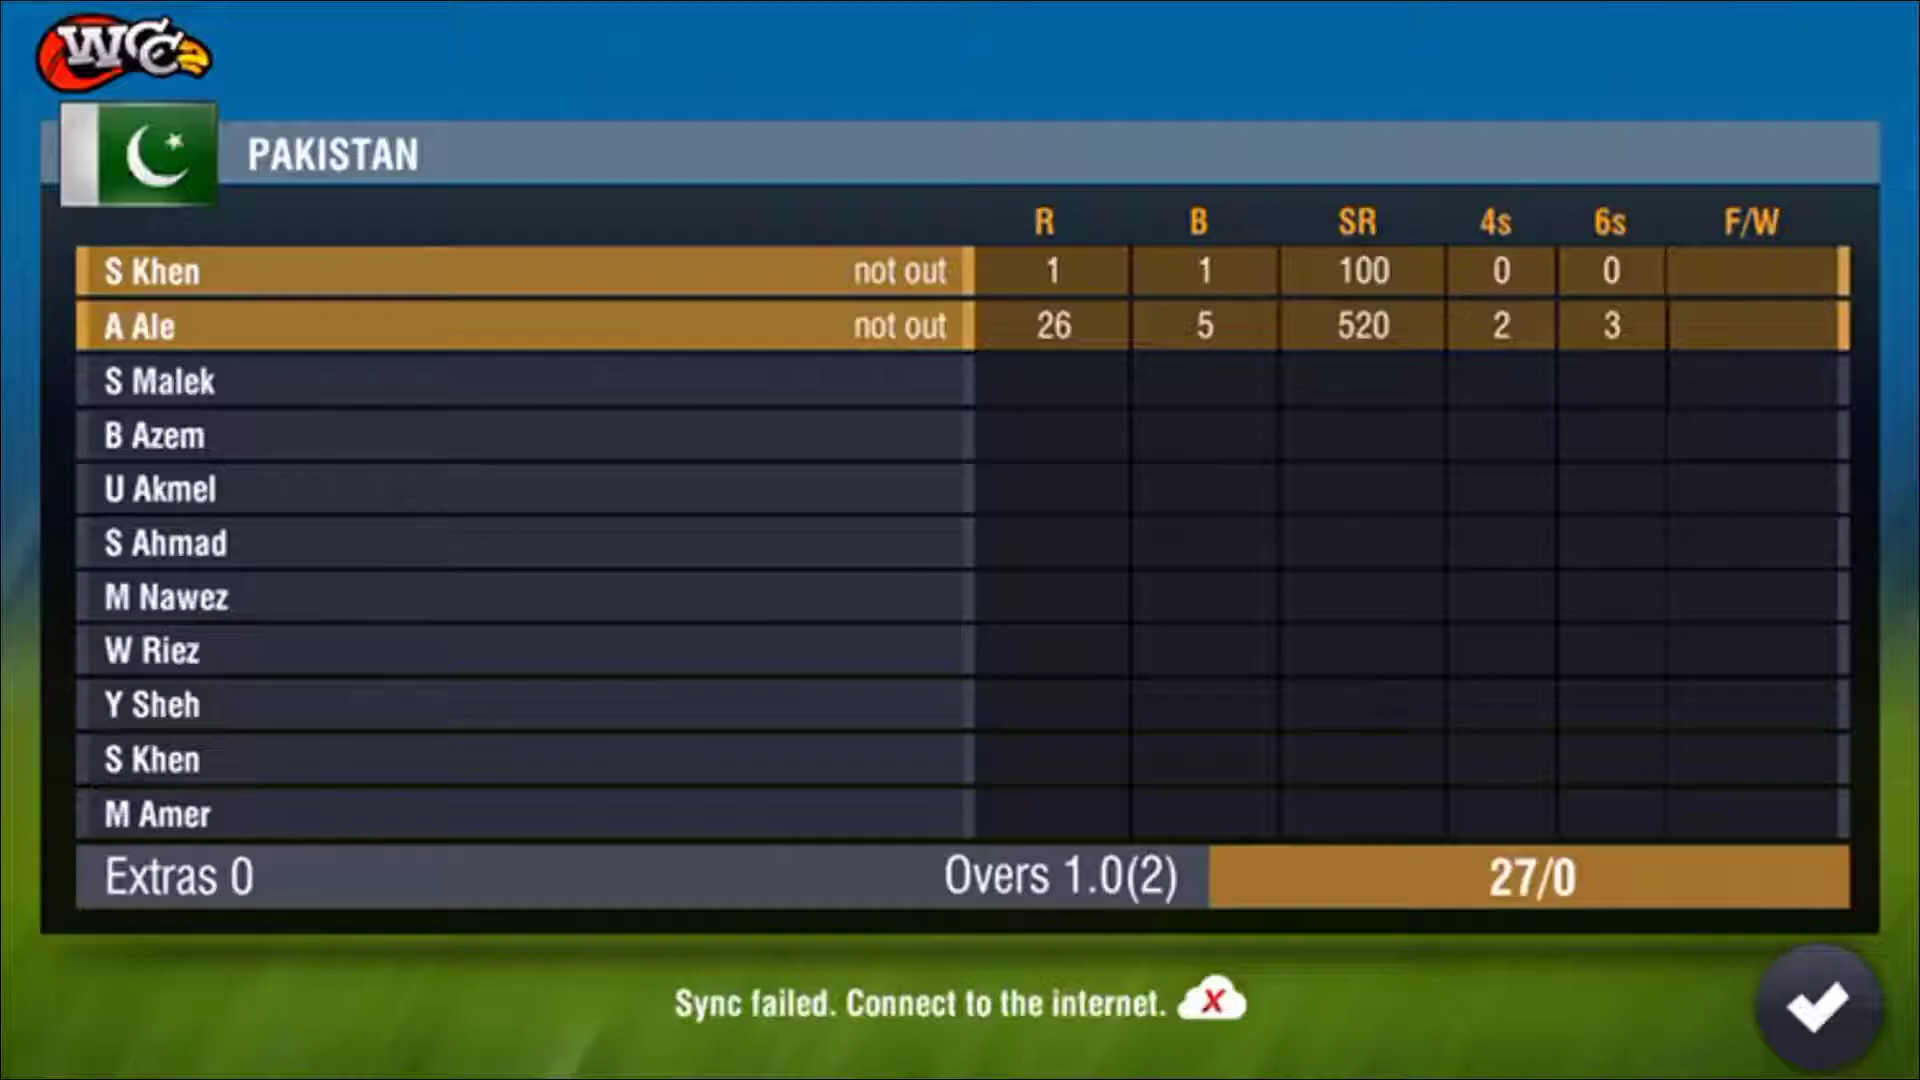 WCC
PAKISTAN
R B SR 4s 6s F/W
S Khen not out 1 1 100 0 0
A Ale not out 26 5 520 2 3
S Malek
B Azem
U Akmel
S Ahmad
M Nawez
W Riez
Y Sheh
S Khen
M Amer
Extras 0 Overs 1.0(2) 27/0
Sync failed. Connect to the internet. X